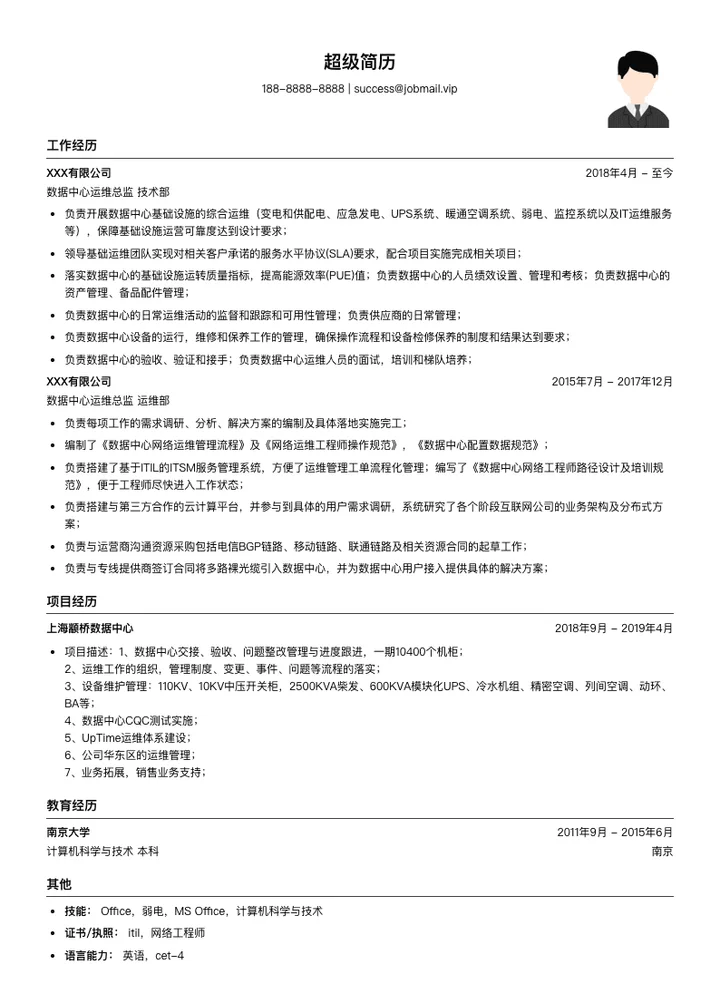 超级简历
188-8888-8888 | success@jobmail.vip
工作经历
XXX有限公司 2018年4月 – 至今
数据中心运维总监 技术部
• 负责开展数据中心基础设施的综合运维（变电和供配电、应急发电、UPS系统、暖通空调系统、弱电、监控系统以及IT运维服务
等），保障基础设施运营可靠度达到设计要求；
• 领导基础运维团队实现对相关客户承诺的服务水平协议(SLA)要求，配合项目实施完成相关项目；
• 落实数据中心的基础设施运转质量指标，提高能源效率(PUE)值；负责数据中心的人员绩效设置、管理和考核；负责数据中心的
资产管理、备品配件管理；
• 负责数据中心的日常运维活动的监督和跟踪和可用性管理；负责供应商的日常管理；
• 负责数据中心设备的运行，维修和保养工作的管理，确保操作流程和设备检修保养的制度和结果达到要求；
• 负责数据中心的验收、验证和接手；负责数据中心运维人员的面试，培训和梯队培养；
XXX有限公司 2015年7月 – 2017年12月
数据中心运维总监 运维部
• 负责每项工作的需求调研、分析、解决方案的编制及具体落地实施完工；
• 编制了《数据中心网络运维管理流程》及《网络运维工程师操作规范》，《数据中心配置数据规范》；
• 负责搭建了基于ITIL的ITSM服务管理系统，方便了运维管理工单流程化管理；编写了《数据中心网络工程师路径设计及培训规
范》，便于工程师尽快进入工作状态；
• 负责搭建与第三方合作的云计算平台，并参与到具体的用户需求调研，系统研究了各个阶段互联网公司的业务架构及分布式方
案；
• 负责与运营商沟通资源采购包括电信BGP链路、移动链路、联通链路及相关资源合同的起草工作；
• 负责与专线提供商签订合同将多路裸光缆引入数据中心，并为数据中心用户接入提供具体的解决方案；
项目经历
上海颛桥数据中心 2018年9月 – 2019年4月
• 项目描述：1、数据中心交接、验收、问题整改管理与进度跟进，一期10400个机柜；
2、运维工作的组织，管理制度、变更、事件、问题等流程的落实；
3、设备维护管理：110KV、10KV中压开关柜，2500KVA柴发、600KVA模块化UPS、冷水机组、精密空调、列间空调、动环、
BA等；
4、数据中心CQC测试实施；
5、UpTime运维体系建设；
6、公司华东区的运维管理；
7、业务拓展，销售业务支持；
教育经历
南京大学 2011年9月 – 2015年6月
计算机科学与技术 本科 南京
其他
• 技能： Office，弱电，MS Office，计算机科学与技术
• 证书/执照： itil，网络工程师
• 语言能力： 英语，cet-4